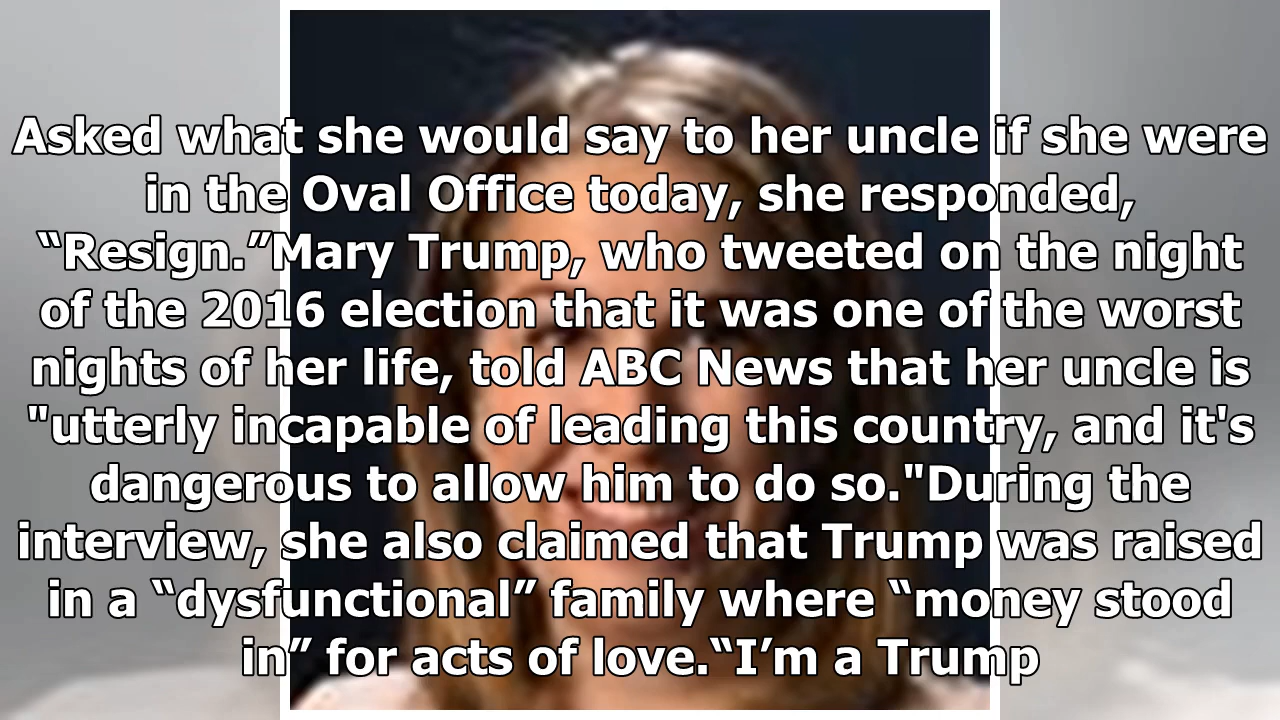 Asked what she would say to her uncle if she were
in the Oval Office today, she responded,
“Resign.”Mary Trump, who tweeted on the night
of the 2016 election that it was one of the worst
nights of her life, told ABC News that her uncle is
"utterly incapable of leading this country, and it's
dangerous to allow him to do so."During the
interview, she also claimed that Trump was raised
in a “dysfunctional” family where “money stood
in” for acts of love.“I’m a Trump